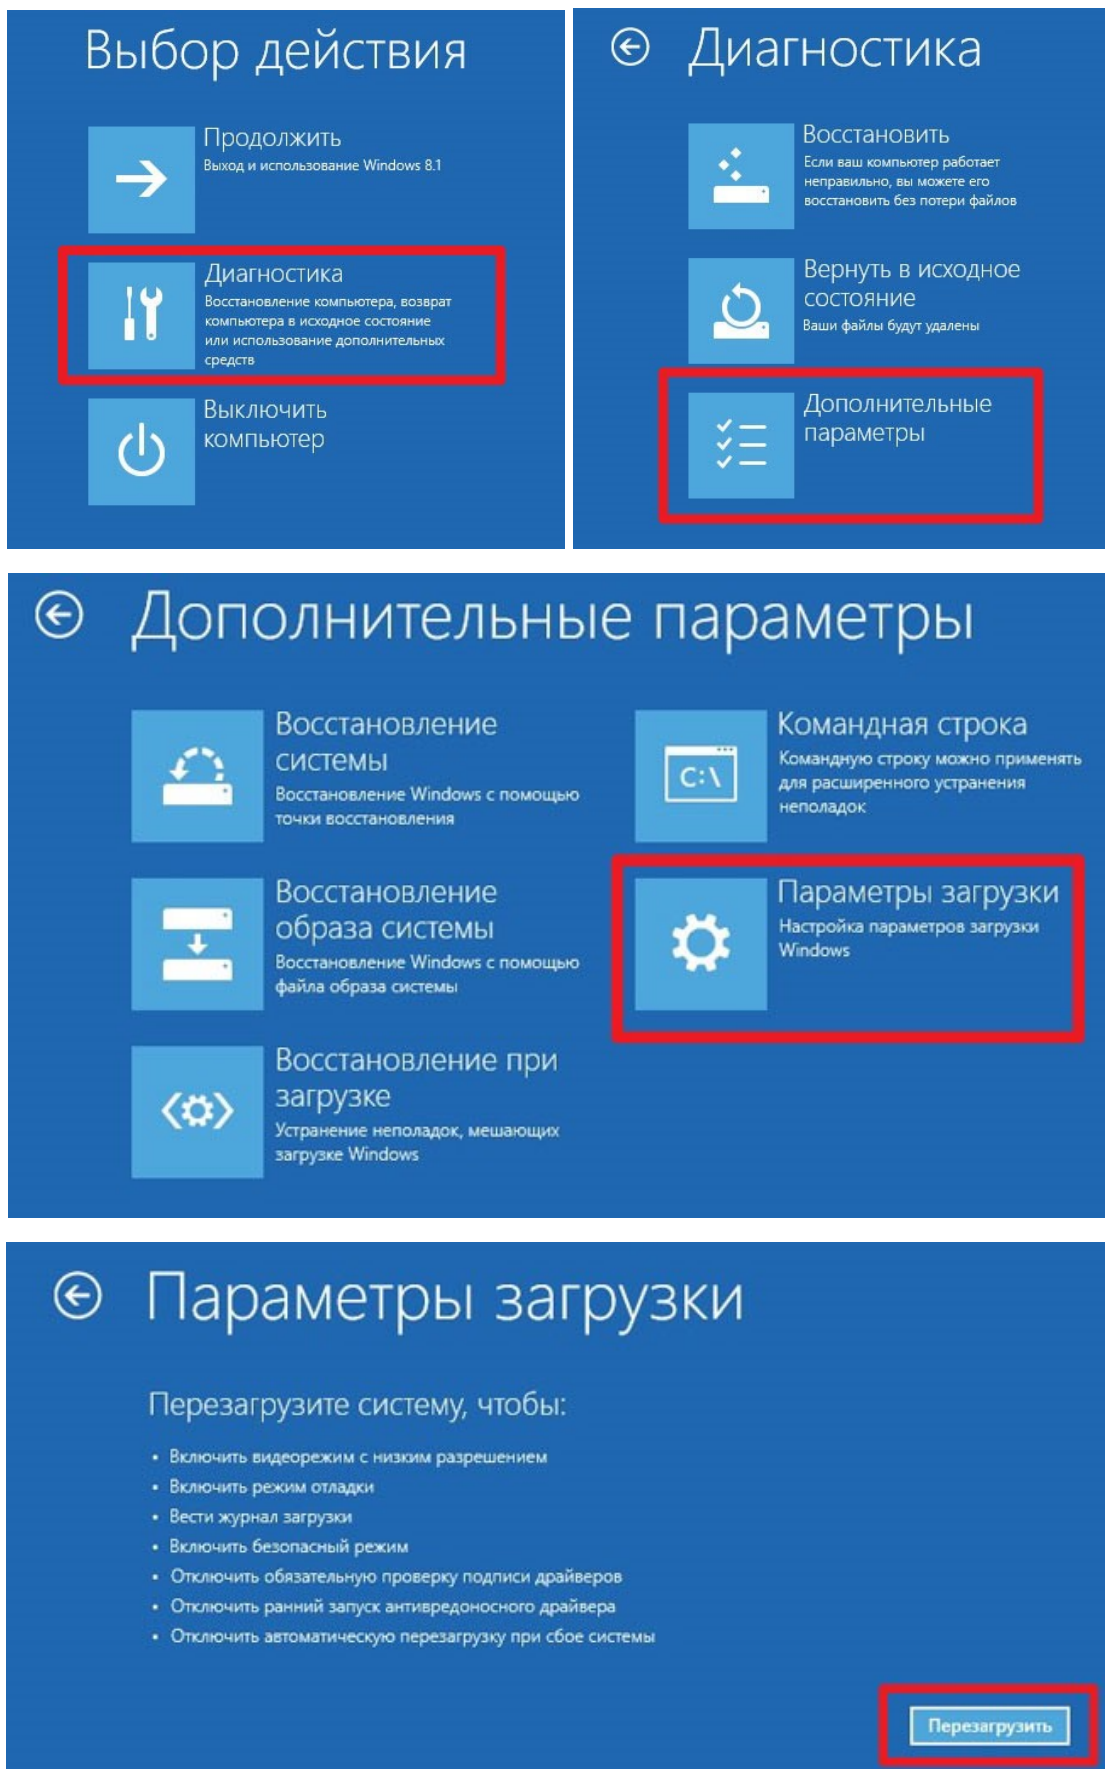 Выбор действия
Продолжить
Выход и использование Windows 8.1
Диагностика
Восстановление компьютера, возврат
компьютера в исходное состояние
или использование дополнительных
средств
Выключить
компьютер
Диагностика
Восстановить
Если ваш компьютер работает
неправильно, вы можете его
восстановить без потери файлов
Вернуть в исходное
состояние
Ваши файлы будут удалены
Дополнительные
параметры
Дополнительные параметры
Восстановление
системы
Восстановление Windows с помощью
точки восстановления
Восстановление
образа системы
Восстановление Windows с помощью
файла образа системы
Восстановление при
загрузке
Устранение неполадок, мешающих
загрузке Windows
C:\
Командная строка
Командную строку можно применять
для расширенного устранения
неполадок
Параметры загрузки
Настройка параметров загрузки
Windows
Параметры загрузки
Перезагрузите систему, чтобы:
• Включить видеорежим с низким разрешением
• Включить режим отладки
• Вести журнал загрузки
• Включить безопасный режим
• Отключить обязательную проверку подписи драйверов
• Отключить ранний запуск антивредоносного драйвера
• Отключить автоматическую перезагрузку при сбое системы
Перезагрузить